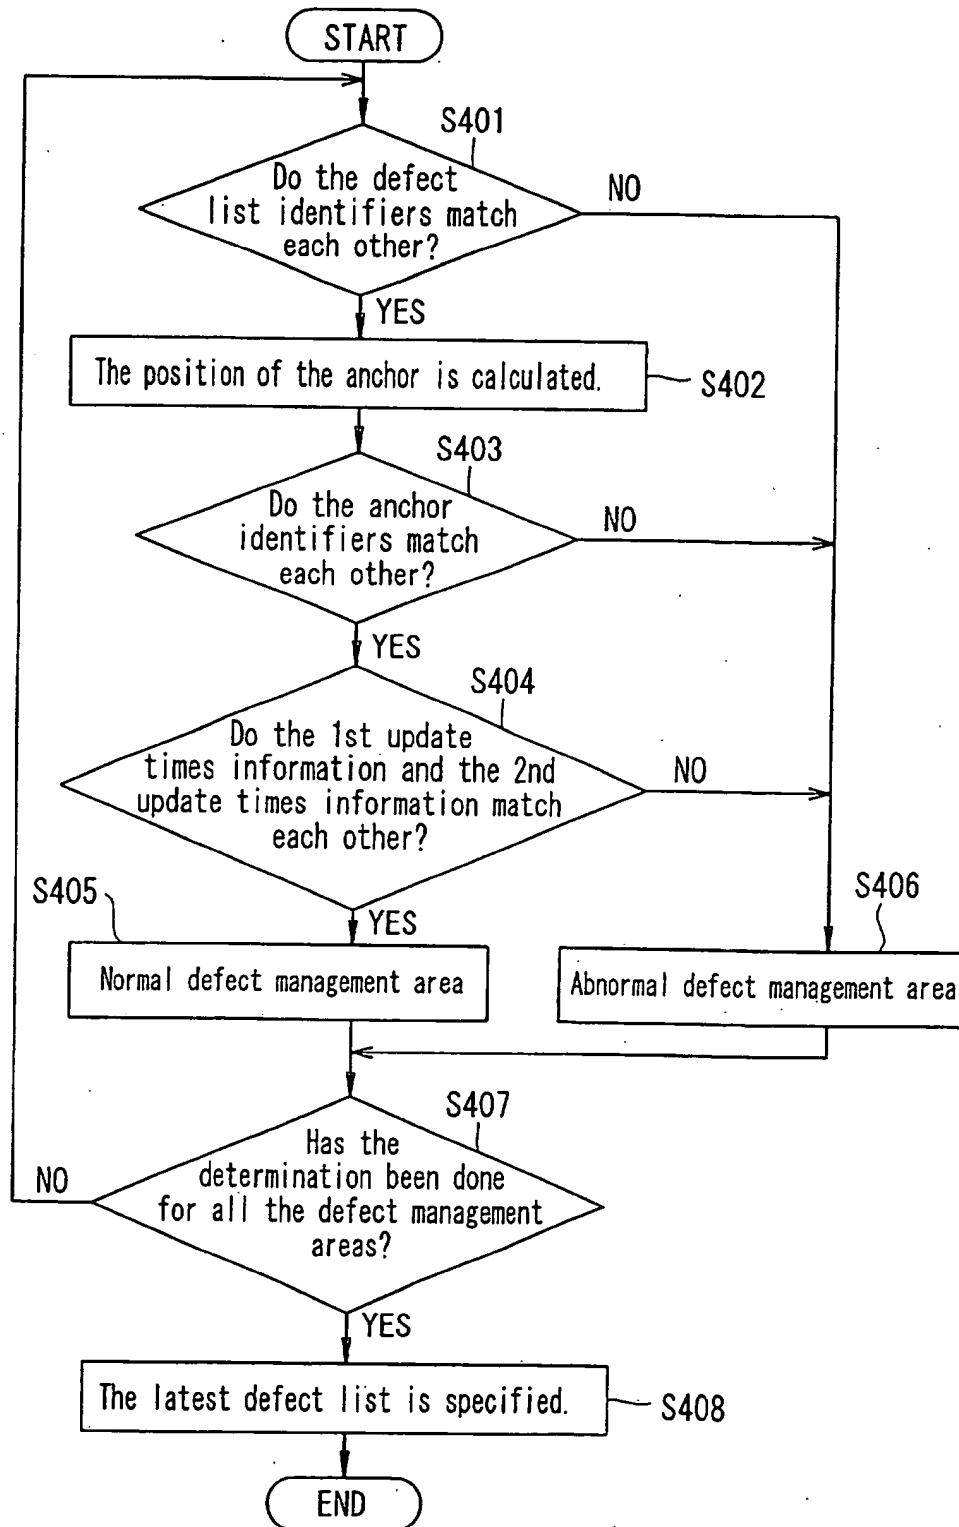 START
S401
Do the defect
list identifiers match
each other?
NO
YES
The position of the anchor is calculated.
S402
S403
Do the anchor
identifiers match
each other?
NO
YES
S404
Do the 1st update
times information and the 2nd
update times information match
each other?
NO
S405
YES
S406
Normal defect management area
Abnormal defect management area
S407
Has the
determination been done
for all the defect management
areas?
NO
YES
The latest defect list is specified.
S408
END